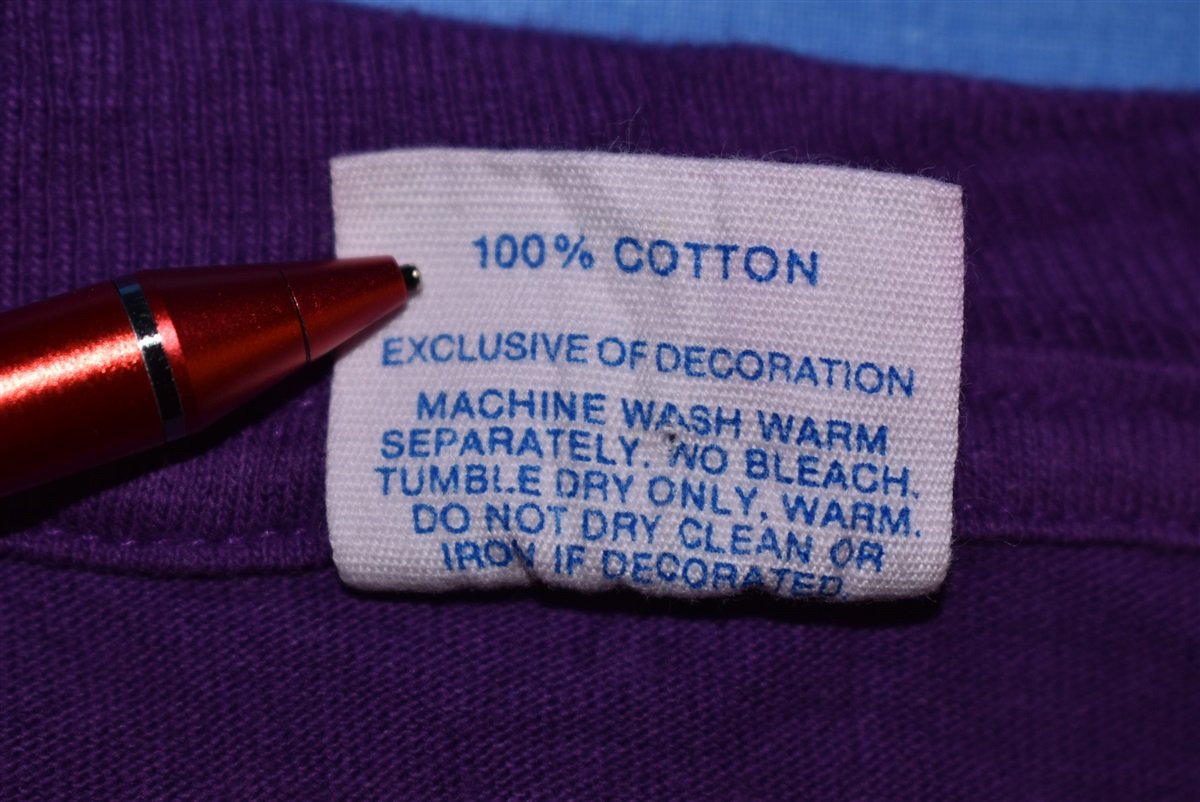 100% COTTON
EXCLUSIVE OF DECORATION
MACHINE WASH WARM
SEPARATELY. NO BLEACH.
TUMBLE DRY ONLY, WARM.
DO NOT DRY CLEAN OR
IRON IF DECORATED.